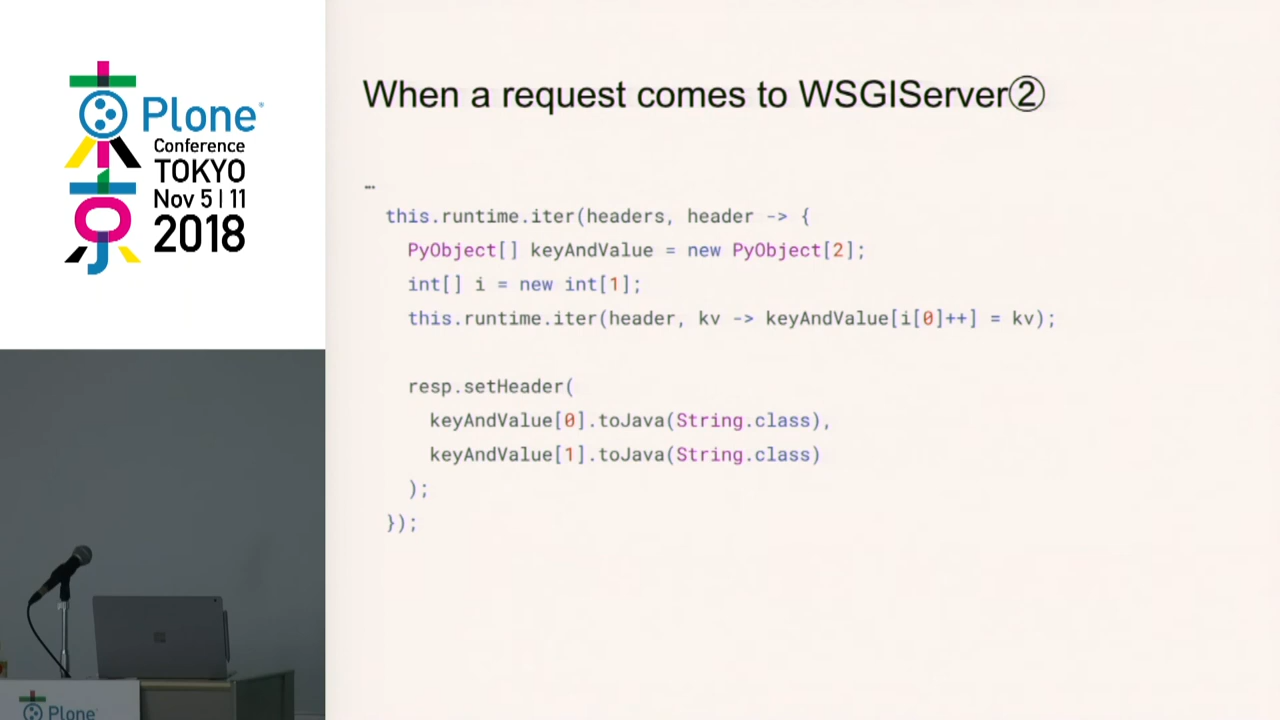 Plone®
Conference
TOKYO
Nov 5 | 11
2018
When a request comes to WSGIServer②
…
this.runtime.iter(headers, header -> {
PyObject[] keyAndValue = new PyObject[2];
int[] i = new int[1];
this.runtime.iter(header, kv -> keyAndValue[i[0]++] = kv);
resp.setHeader(
keyAndValue[0].toJava(String.class),
keyAndValue[1].toJava(String.class)
);
});
Plone